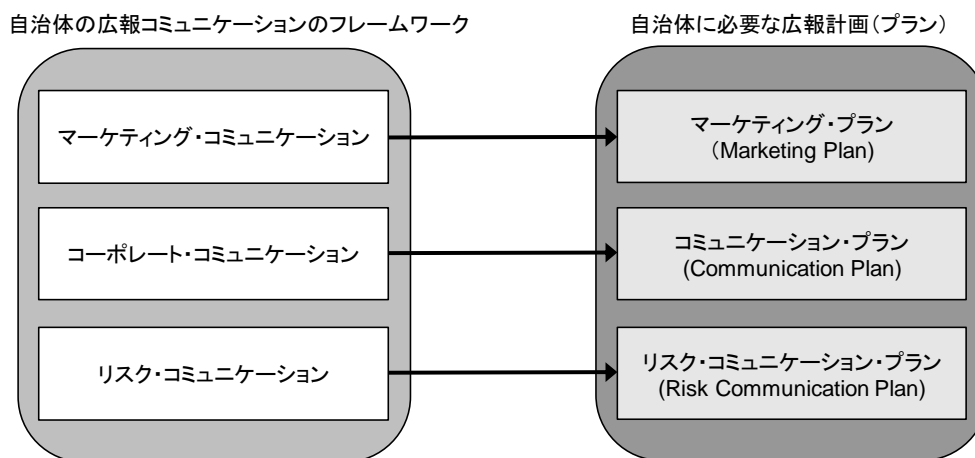 自治体の広報コミュニケーションのフレームワーク
自治体に必要な広報計画(プラン)
マーケティング・コミュニケーション
マーケティング・プラン
(Marketing Plan)
コーポレート・コミュニケーション
コミュニケーション・プラン
(Communication Plan)
リスク・コミュニケーション
リスク・コミュニケーション・プラン
(Risk Communication Plan)